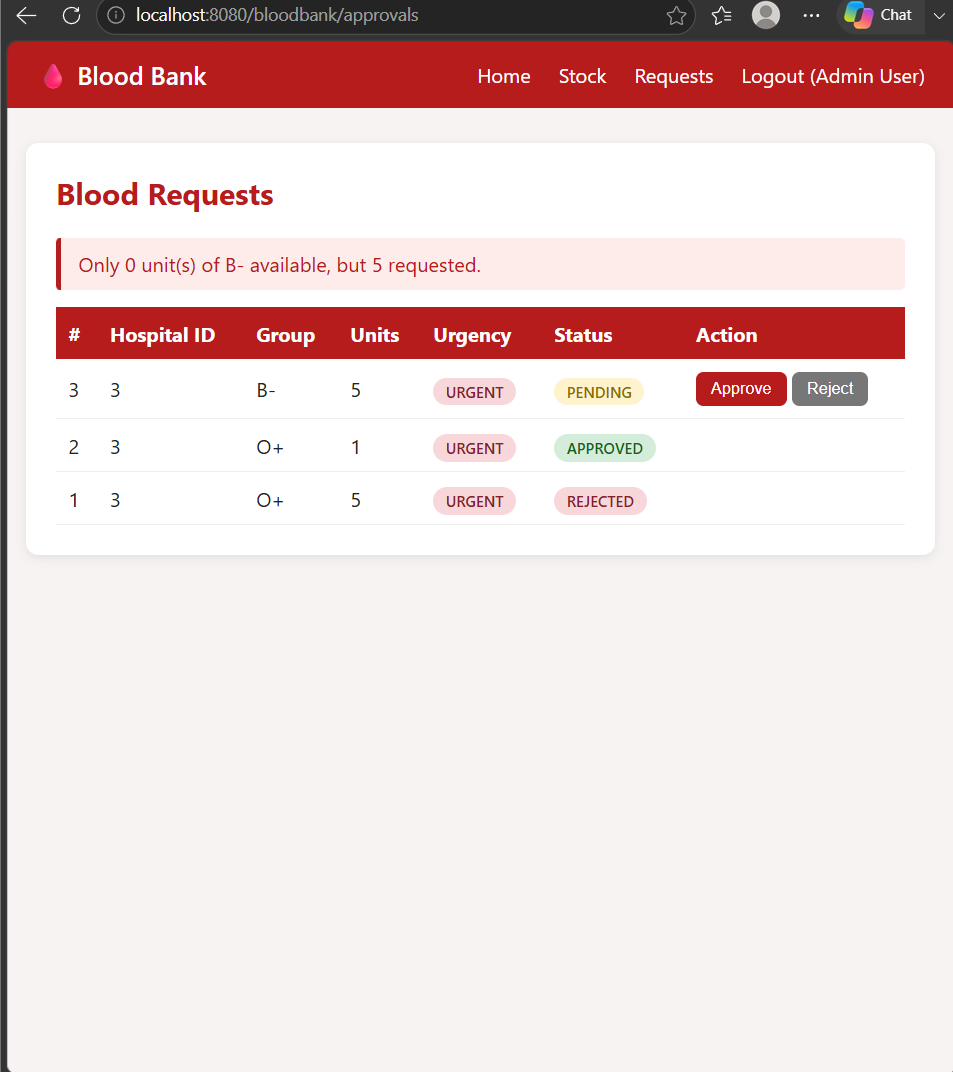 localhost:8080/bloodbank/approvals
Chat
Blood Bank
Home Stock Requests Logout (Admin User)
Blood Requests
Only 0 unit(s) of B- available, but 5 requested.
# Hospital ID Group Units Urgency Status Action
3 3 B- 5 URGENT PENDING Approve Reject
2 3 O+ 1 URGENT APPROVED
1 3 O+ 5 URGENT REJECTED